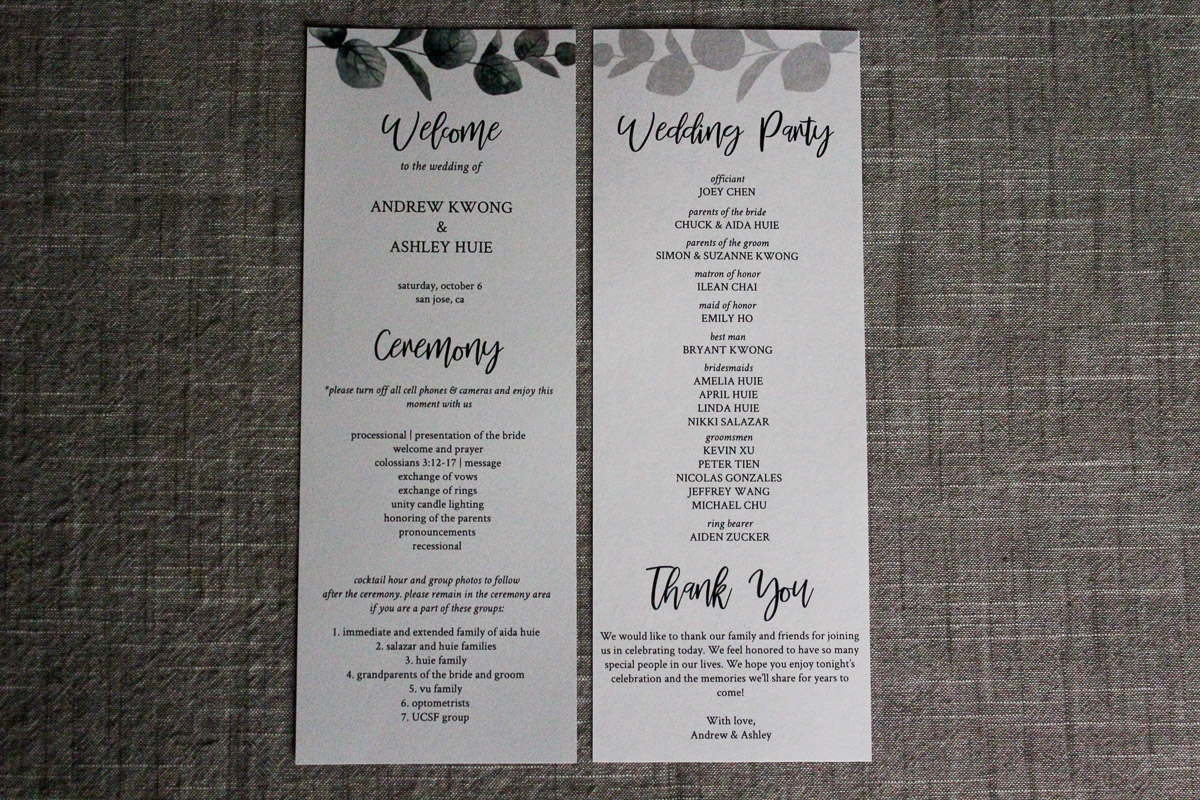 Welcome
to the wedding of
ANDREW KWONG
&
ASHLEY HUIE
saturday, october 6
san jose, ca
Ceremony
*please turn off all cell phones & cameras and enjoy this
moment with us
processional | presentation of the bride
welcome and prayer
colossians 3:12-17 | message
exchange of vows
exchange of rings
unity candle lighting
honoring of the parents
pronouncements
recessional
cocktail hour and group photos to follow
after the ceremony. please remain in the ceremony area
if you are a part of these groups:
1. immediate and extended family of aida huie
2. salazar and huie families
3. huie family
4. grandparents of the bride and groom
5. vu family
6. optometrists
7. UCSF group
Wedding Party
officiant
JOEY CHEN
parents of the bride
CHUCK & AIDA HUIE
parents of the groom
SIMON & SUZANNE KWONG
matron of honor
ILEAN CHAI
maid of honor
EMILY HO
best man
BRYANT KWONG
bridesmaids
AMELIA HUIE
APRIL HUIE
LINDA HUIE
NIKKI SALAZAR
groomsmen
KEVIN XU
PETER TIEN
NICOLAS GONZALES
JEFFREY WANG
MICHAEL CHU
ring bearer
AIDEN ZUCKER
Thank You
We would like to thank our family and friends for joining
us in celebrating today. We feel honored to have so many
special people in our lives. We hope you enjoy tonight's
celebration and the memories we'll share for years to
come!
With love,
Andrew & Ashley